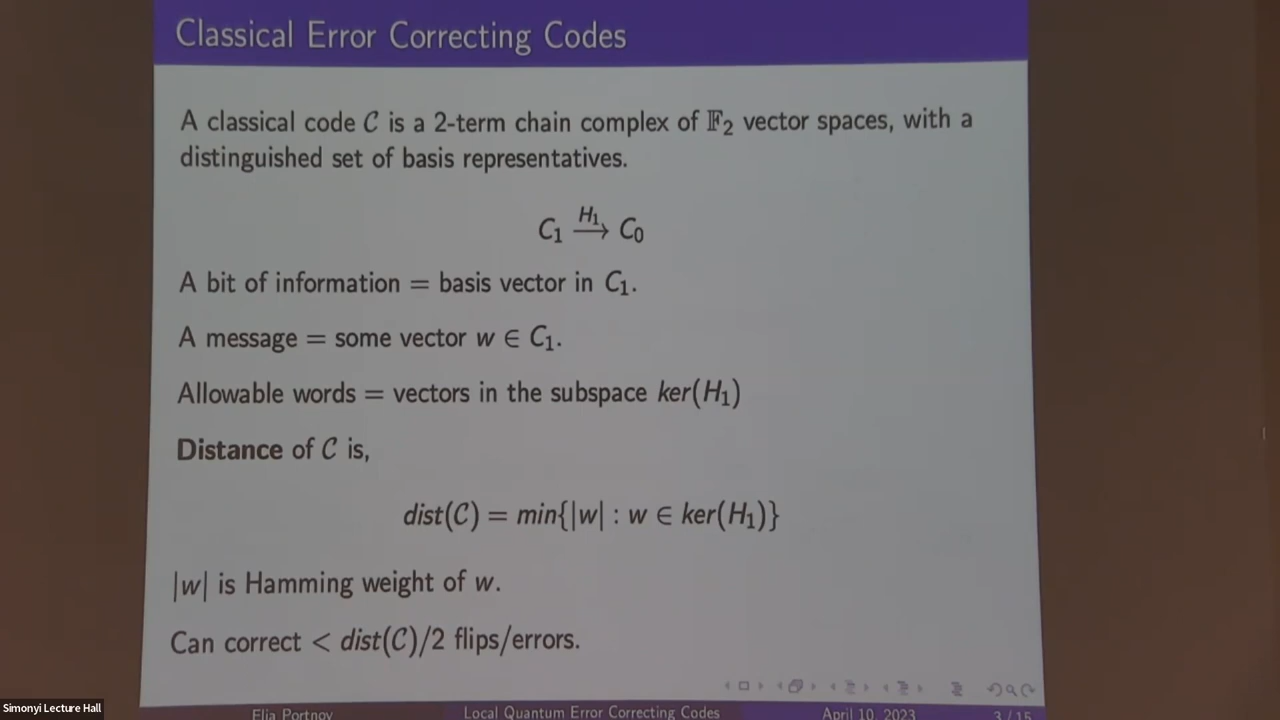 Classical Error Correcting Codes
A classical code 𝒞 is a 2-term chain complex of 𝔽₂ vector spaces, with a
distinguished set of basis representatives.
C₁ —H₁→ C₀
A bit of information = basis vector in C₁.
A message = some vector w ∈ C₁.
Allowable words = vectors in the subspace ker(H₁)
Distance of 𝒞 is,
dist(𝒞) = min{|w| : w ∈ ker(H₁)}
|w| is Hamming weight of w.
Can correct < dist(𝒞)/2 flips/errors.
Simonyi Lecture Hall
Elia Portnoy Local Quantum Error Correcting Codes April 10, 2023 3 / 15